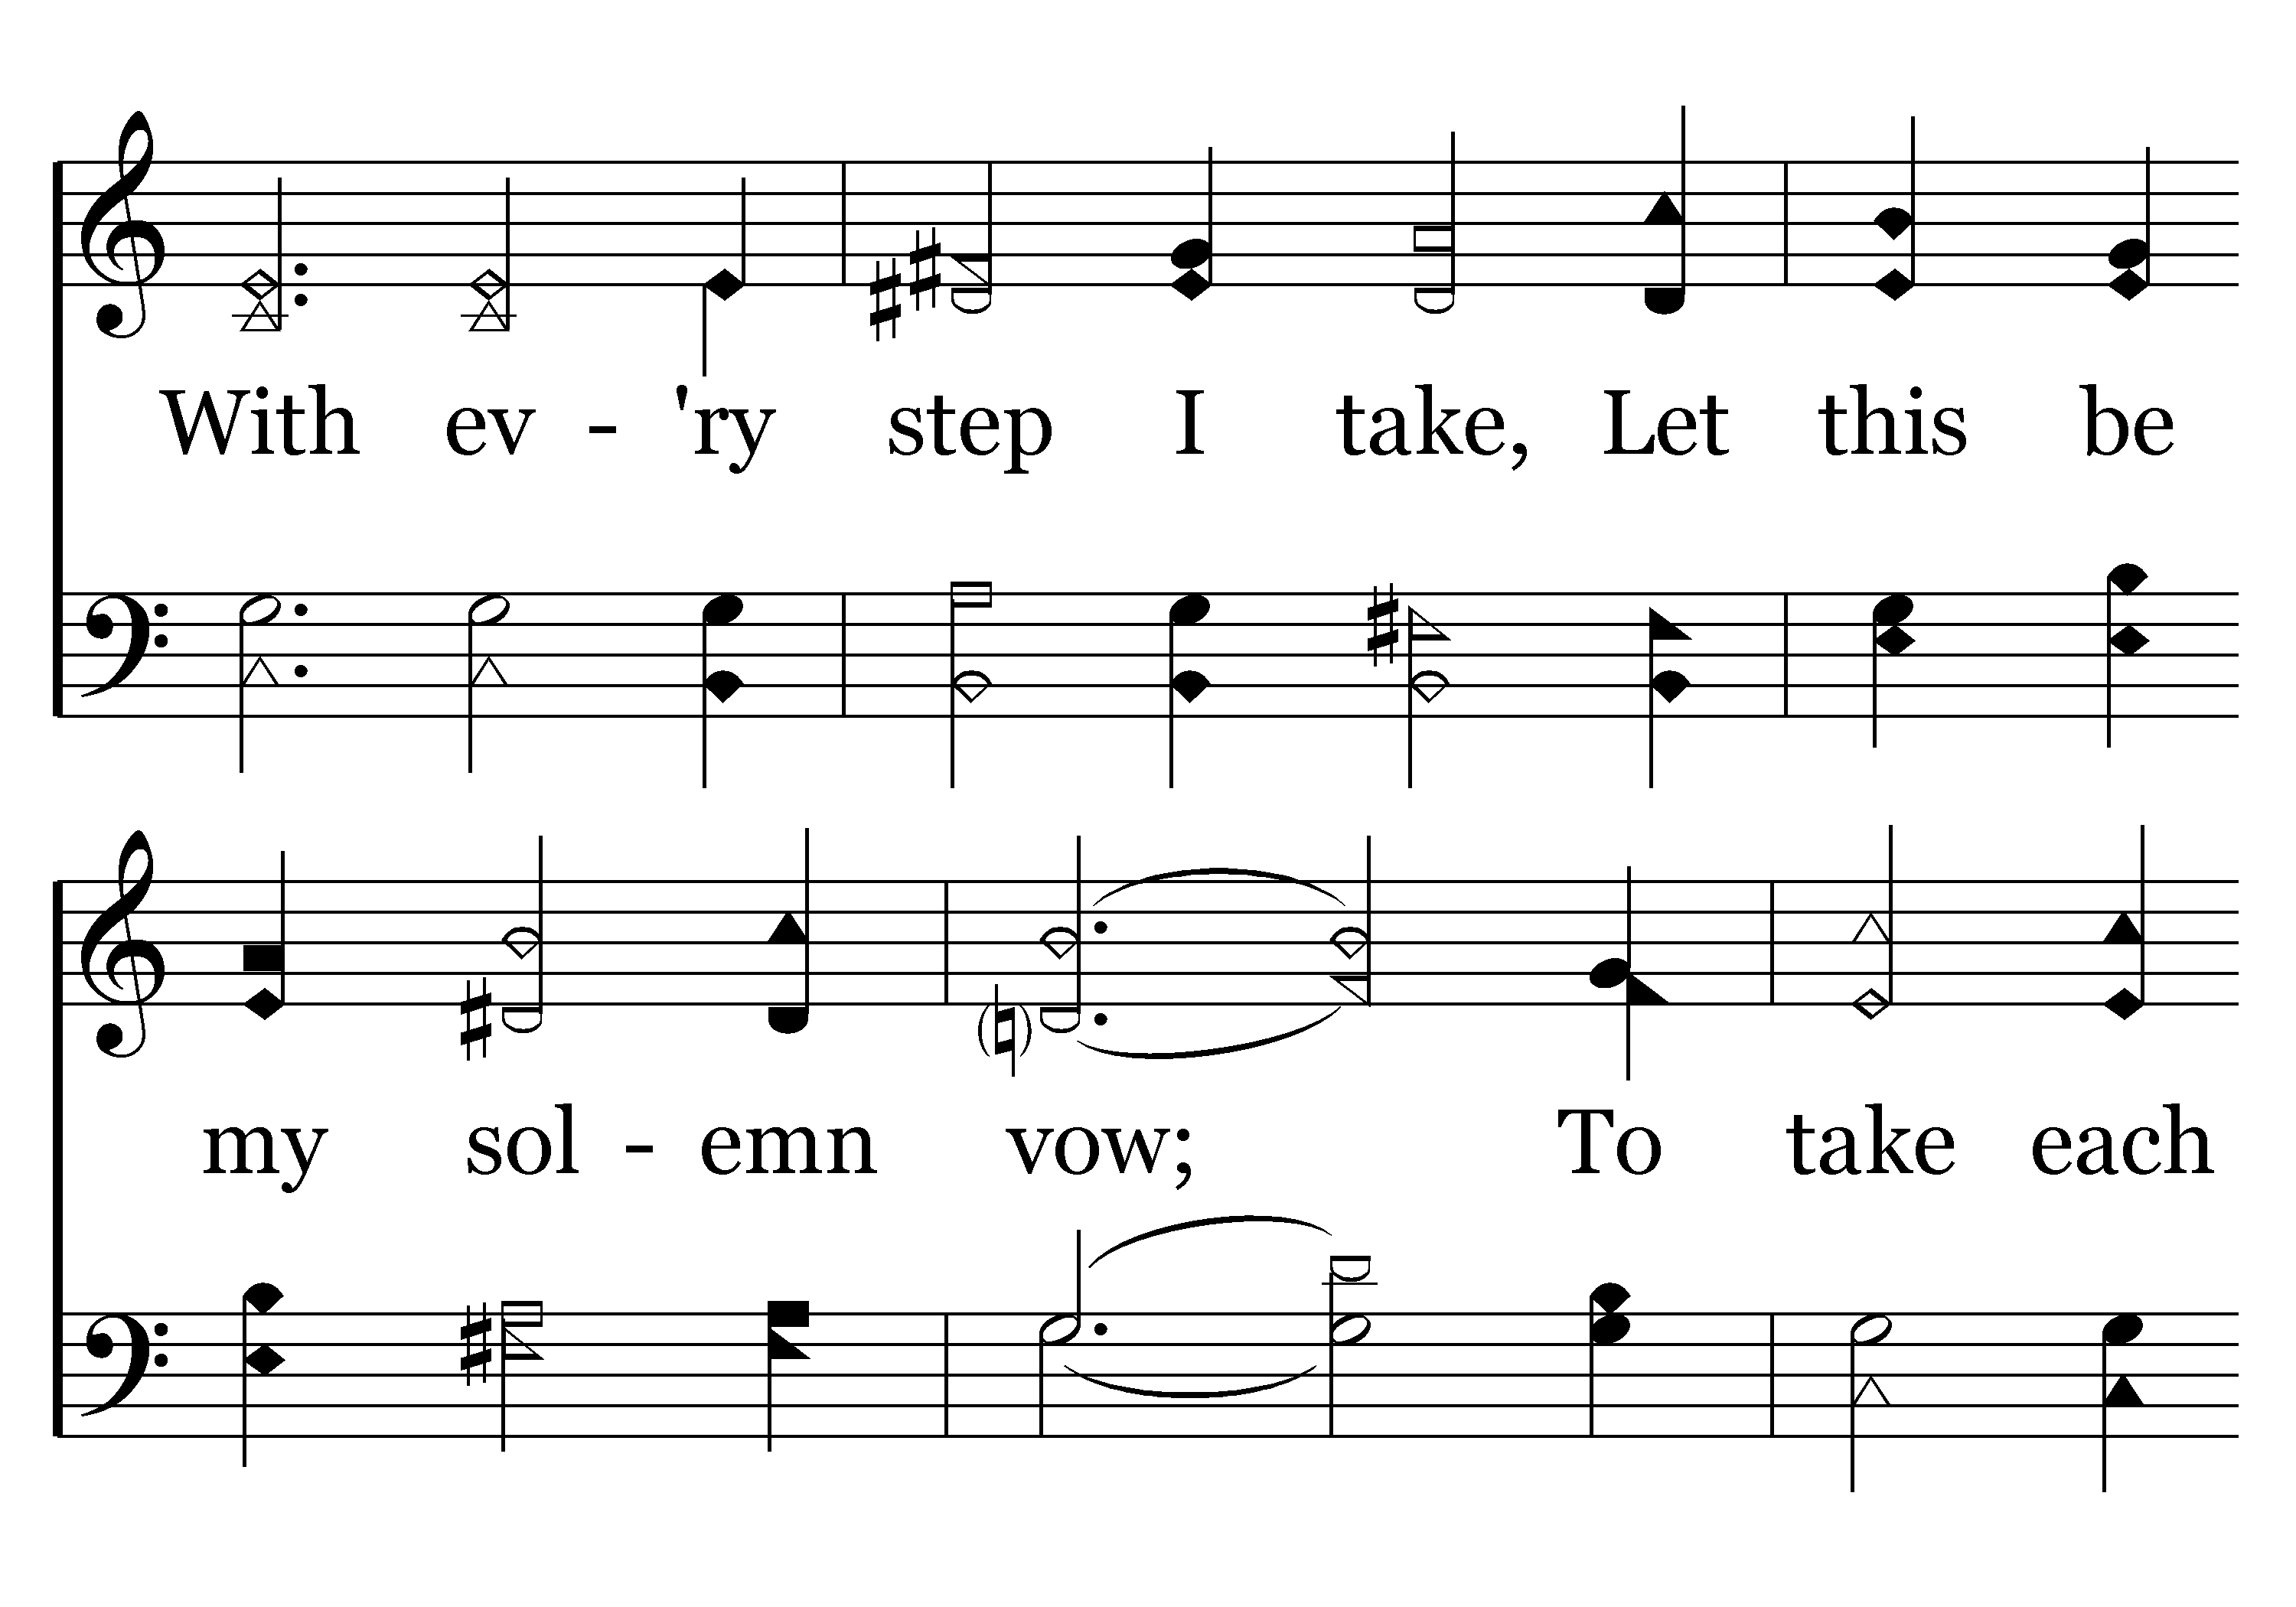 With ev - 'ry step I take, Let this be
my sol - emn vow; To take each